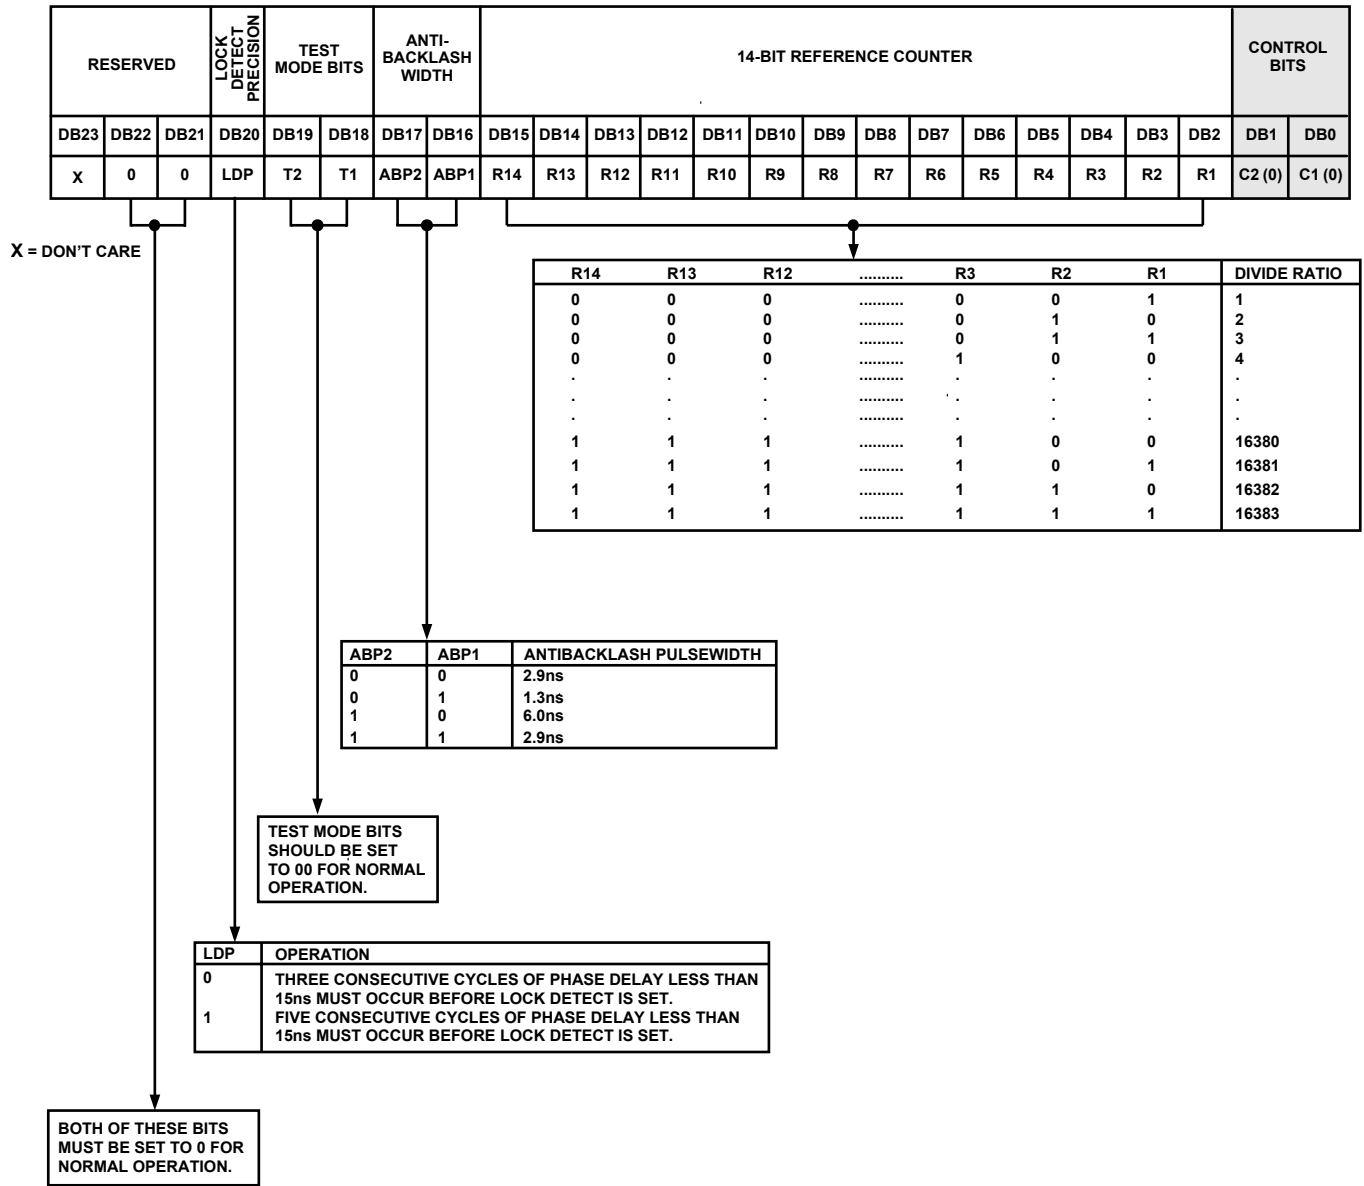 RESERVED
LOCK
DETECT
PRECISION
TEST
MODE BITS
ANTI-
BACKLASH
WIDTH
14-BIT REFERENCE COUNTER
CONTROL
BITS
DB23 DB22 DB21 DB20 DB19 DB18 DB17 DB16 DB15 DB14 DB13 DB12 DB11 DB10 DB9 DB8 DB7 DB6 DB5 DB4 DB3 DB2 DB1 DB0
X 0 0 LDP T2 T1 ABP2 ABP1 R14 R13 R12 R11 R10 R9 R8 R7 R6 R5 R4 R3 R2 R1 C2 (0) C1 (0)
X = DON'T CARE
R14 R13 R12 .......... R3 R2 R1 DIVIDE RATIO
0 0 0 .......... 0 0 1 1
0 0 0 .......... 0 1 0 2
0 0 0 .......... 0 1 1 3
0 0 0 .......... 1 0 0 4
. . . .......... . . . .
. . . .......... . . . .
. . . .......... . . . .
1 1 1 .......... 1 0 0 16380
1 1 1 .......... 1 0 1 16381
1 1 1 .......... 1 1 0 16382
1 1 1 .......... 1 1 1 16383
ABP2 ABP1 ANTIBACKLASH PULSEWIDTH
0 0 2.9ns
0 1 1.3ns
1 0 6.0ns
1 1 2.9ns
TEST MODE BITS
SHOULD BE SET
TO 00 FOR NORMAL
OPERATION.
LDP OPERATION
0 THREE CONSECUTIVE CYCLES OF PHASE DELAY LESS THAN
15ns MUST OCCUR BEFORE LOCK DETECT IS SET.
1 FIVE CONSECUTIVE CYCLES OF PHASE DELAY LESS THAN
15ns MUST OCCUR BEFORE LOCK DETECT IS SET.
BOTH OF THESE BITS
MUST BE SET TO 0 FOR
NORMAL OPERATION.